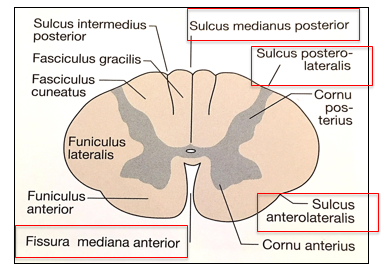 Sulcus intermedius
posterior
Fasciculus gracilis
Fasciculus
cuneatus
Funiculus
lateralis
Funiculus
anterior
Fissura mediana anterior
Sulcus medianus posterior
Sulcus postero-
lateralis
Cornu
pos-
terius
Sulcus
anterolateralis
Cornu anterius